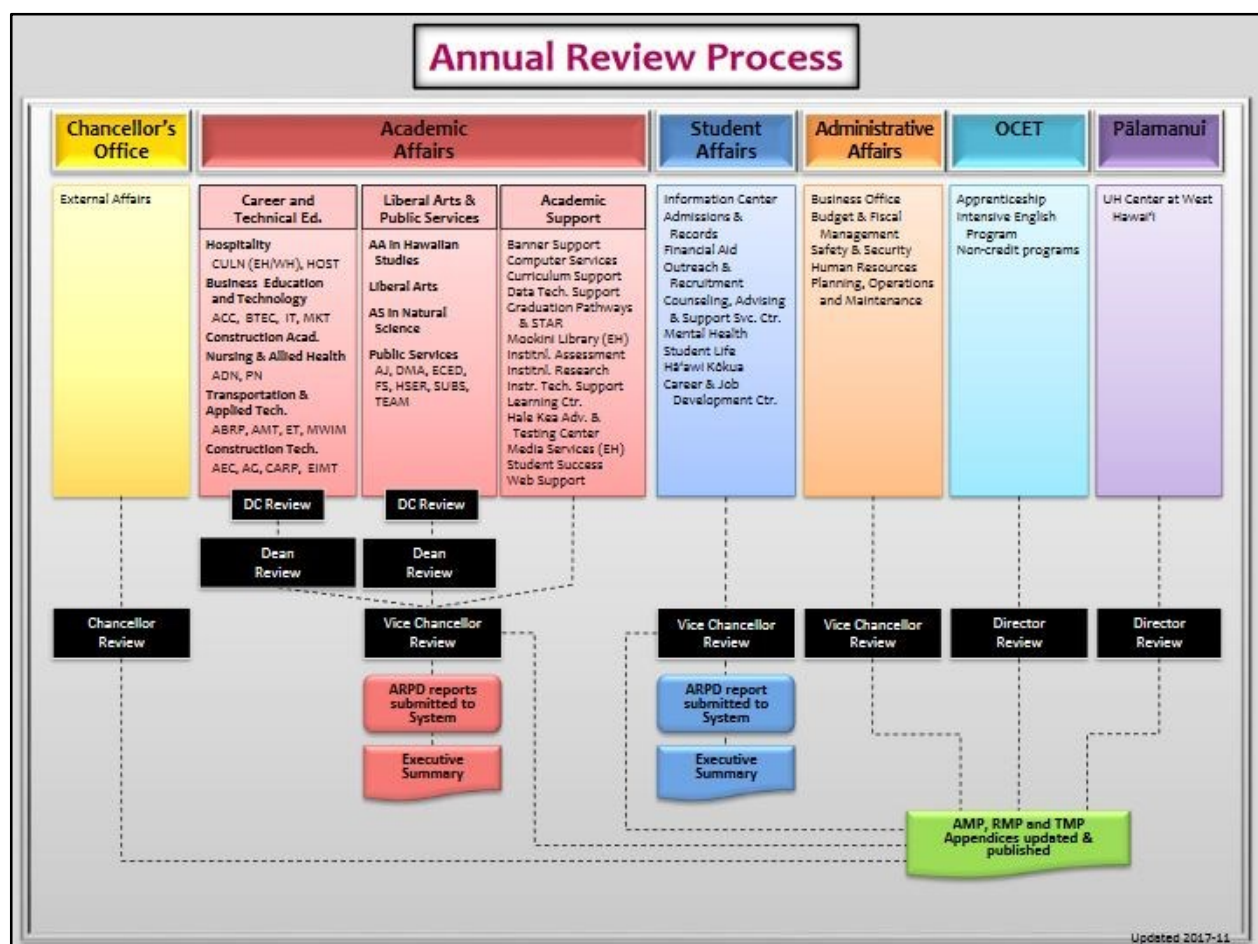 Annual Review Process
Chancellor's
Office
Academic
Affairs
Student
Affairs
Administrative
Affairs
OCET
Pālamanui
External Affairs
Career and
Technical Ed.
Hospitality
CULN (EH/WH), HOST
Business Education
and Technology
ACC, BTEC, IT, MKT
Construction Acad.
Nursing & Allied Health
ADN, PN
Transportation &
Applied Tech.
ABRP, AMT, ET, MWIM
Construction Tech.
AEC, AG, CARP, EIMT
Liberal Arts &
Public Services
AA in Hawaiian
Studies
Liberal Arts
AS in Natural
Science
Public Services
AJ, DMA, ECED,
FS, HSER, SUBS,
TEAM
Academic
Support
Banner Support
Computer Services
Curriculum Support
Data Tech. Support
Graduation Pathways
& STAR
Mookini Library (EH)
Institnl. Assessment
Institnl. Research
Instr. Tech. Support
Learning Ctr.
Hale Kea Adv. &
Testing Center
Media Services (EH)
Student Success
Web Support
Information Center
Admissions &
Records
Financial Aid
Outreach &
Recruitment
Counseling, Advising
& Support Svc. Ctr.
Mental Health
Student Life
Hā'awi Kōkua
Career & Job
Development Ctr.
Business Office
Budget & Fiscal
Management
Safety & Security
Human Resources
Planning, Operations
and Maintenance
Apprenticeship
Intensive English
Program
Non-credit programs
UH Center at West
Hawai'i
DC Review
DC Review
Dean
Review
Dean
Review
Chancellor
Review
Vice Chancellor
Review
Vice Chancellor
Review
Vice Chancellor
Review
Director
Review
Director
Review
ARPD reports
submitted to
System
ARPD report
submitted to
System
Executive
Summary
Executive
Summary
AMP, RMP and TMP
Appendices updated &
published
Updated 2017-11